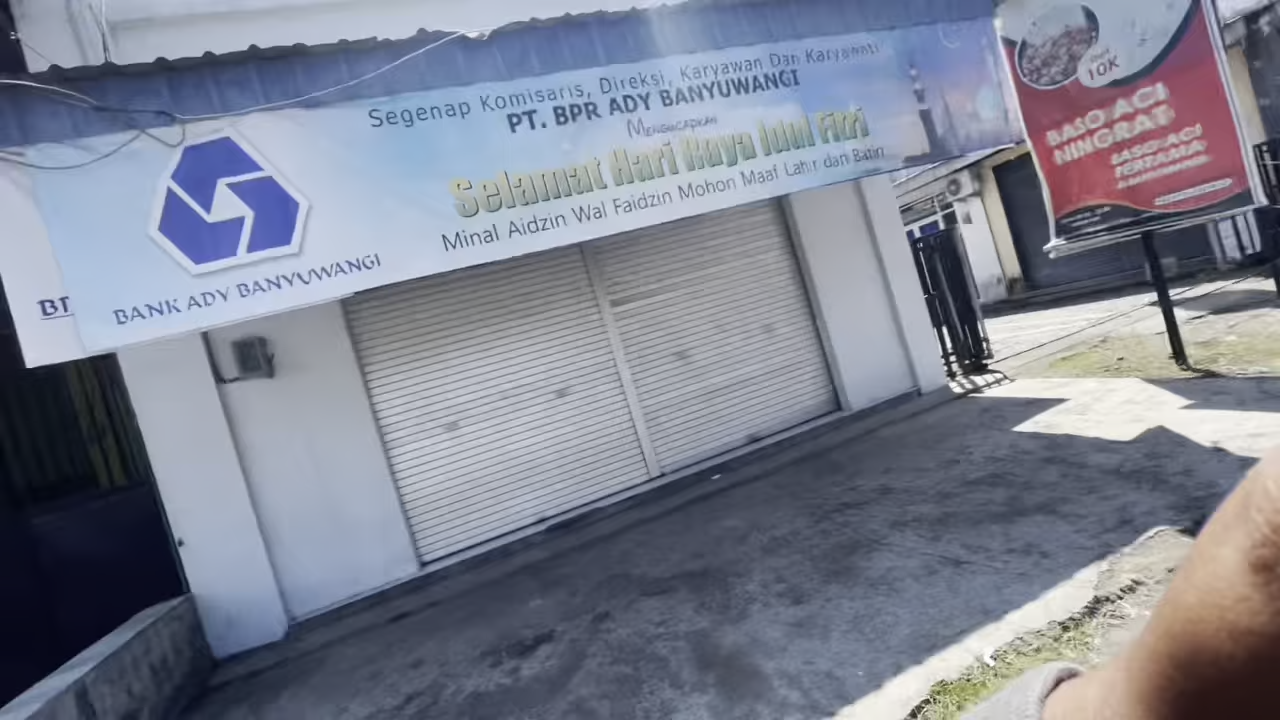 Segenap Komisaris, Direksi, Karyawan Dan Karyawati
PT. BPR ADY BANYUWANGI
Mengucapkan
Selamat Hari Raya Idul Fitri
Minal Aidzin Wal Faidzin Mohon Maaf Lahir dan Batin
BANK ADY BANYUWANGI
10K
BASO ACI
NINGRAT
BASO ACI
PERTAMA